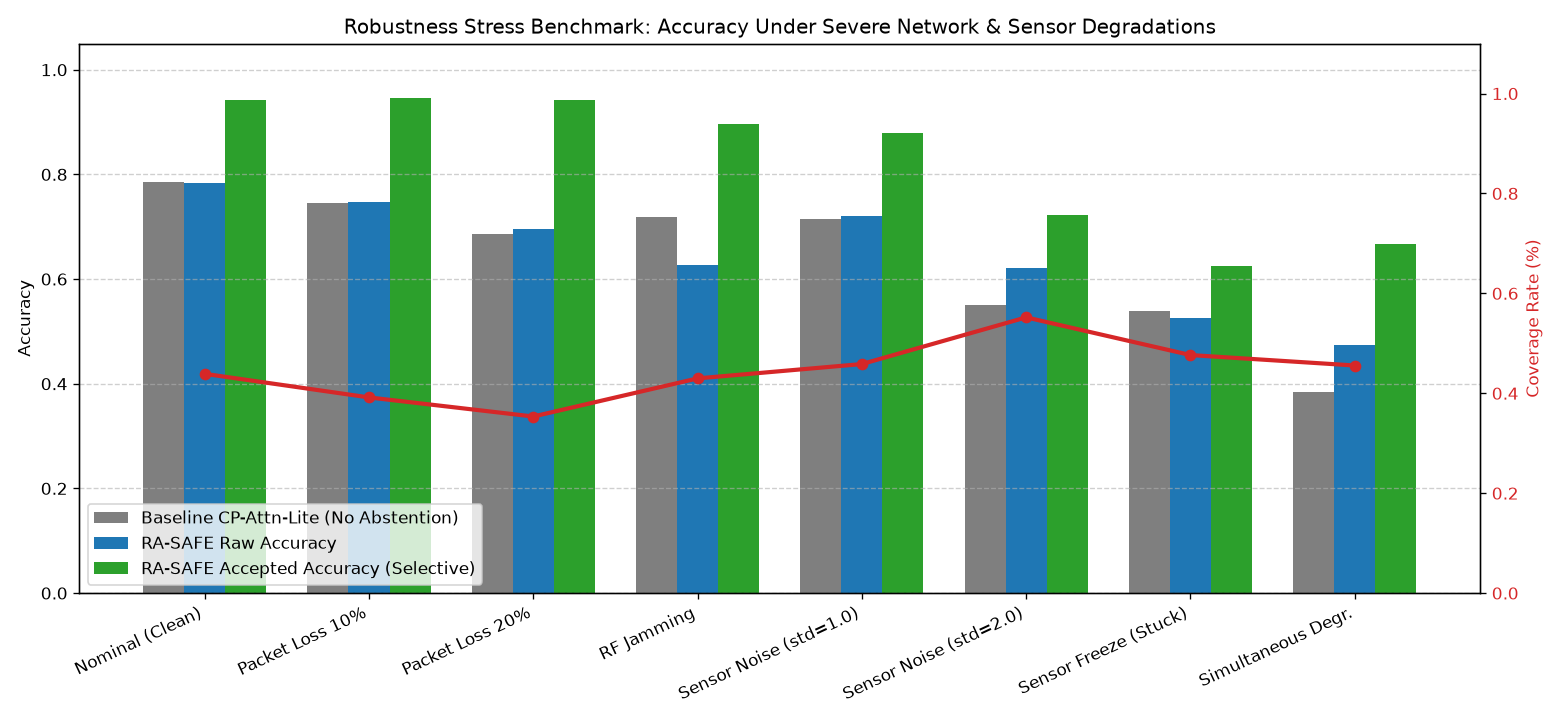 Robustness Stress Benchmark: Accuracy Under Severe Network & Sensor Degradations
Accuracy
1.0
0.8
0.6
0.4
0.2
0.0
Coverage Rate (%)
1.0
0.8
0.6
0.4
0.2
0.0
Baseline CP-Attn-Lite (No Abstention)
RA-SAFE Raw Accuracy
RA-SAFE Accepted Accuracy (Selective)
Nominal (Clean)
Packet Loss 10%
Packet Loss 20%
RF Jamming
Sensor Noise (std=1.0)
Sensor Noise (std=2.0)
Sensor Freeze (Stuck)
Simultaneous Degr.